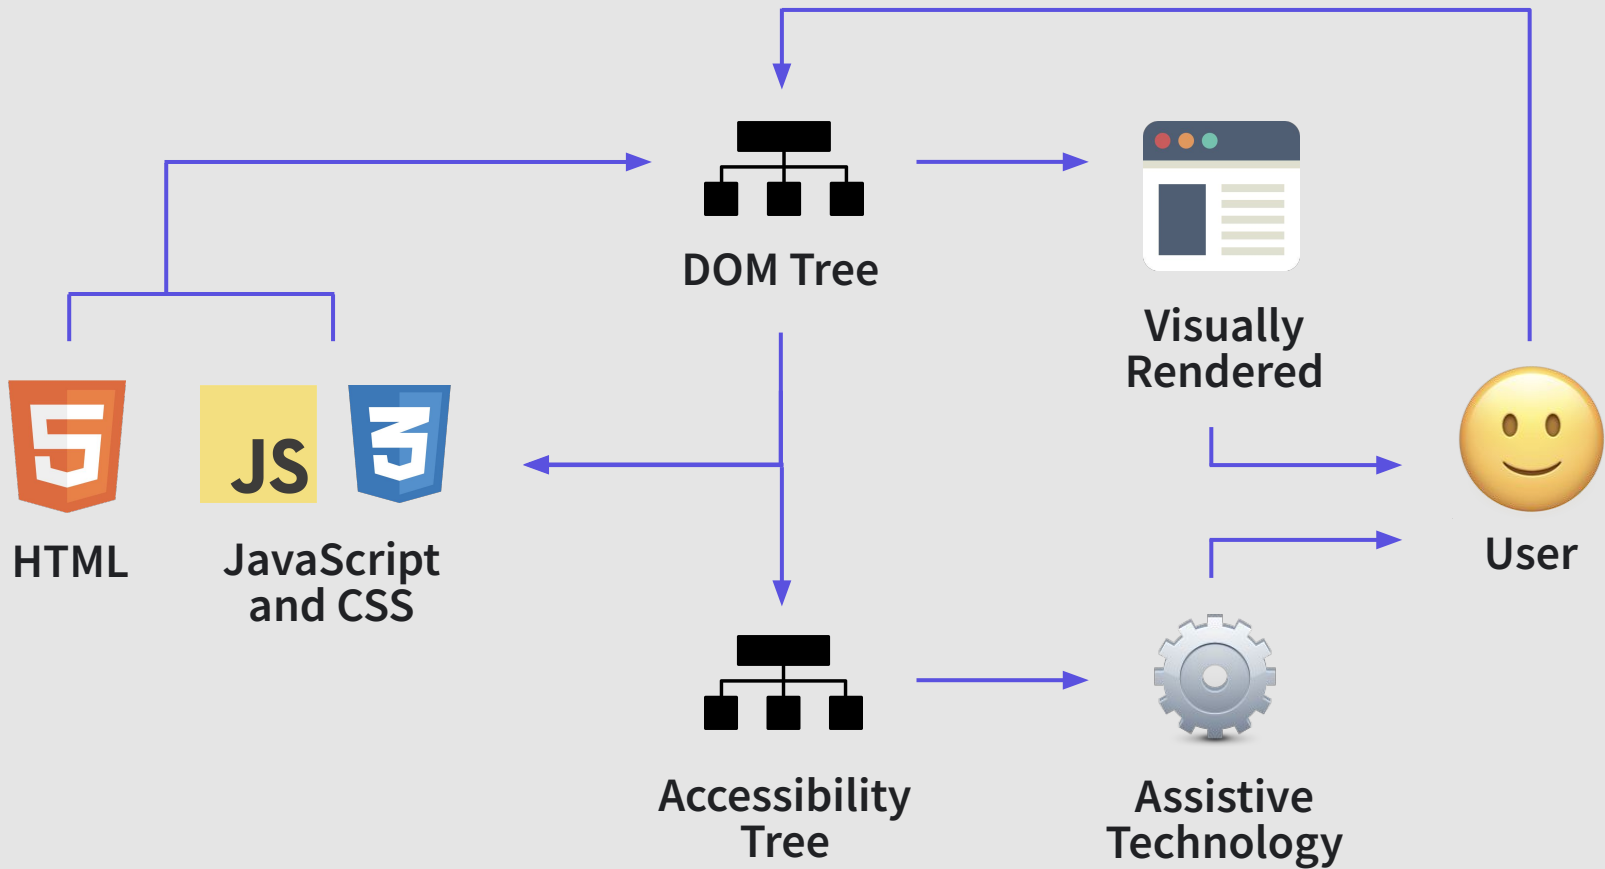 DOM Tree
Visually
Rendered
JS
HTML
JavaScript
and CSS
User
Accessibility
Tree
Assistive
Technology